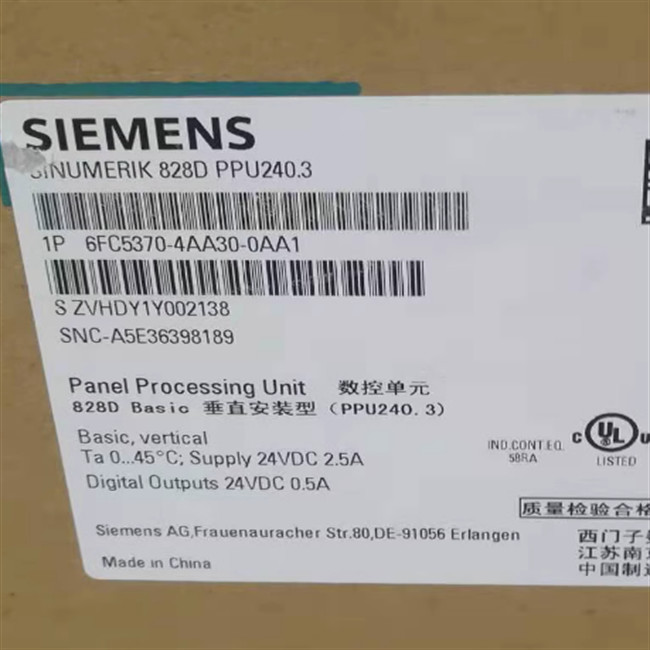 SIEMENS
SINUMERIK 828D PPU240.3
1P 6FC5370-4AA30-0AA1
S ZVHDY1Y002138
SNC-A5E36398189
Panel Processing Unit 数控单元
828D Basic 垂直安装型（PPU240.3）
Basic, vertical
Ta 0...45°C; Supply 24VDC 2.5A
Digital Outputs 24VDC 0.5A
IND.CONT.EQ.
58RA
C UL
LISTED
质量检验合格
Siemens AG,Frauenauracher Str.80,DE-91056 Erlangen
Made in China
西门子数
江苏南京
中国制造